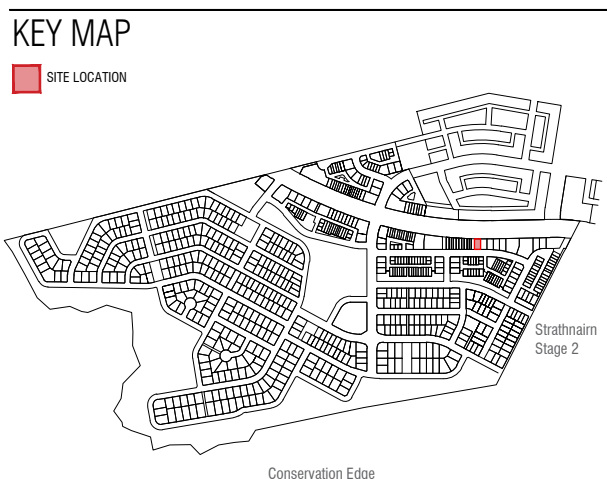 KEY MAP
SITE LOCATION
Strathnairn
Stage 2
Conservation Edge